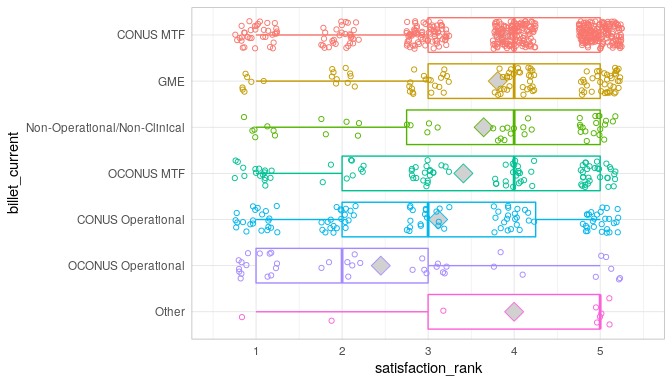 CONUS MTF
GME
Non-Operational/Non-Clinical
OCONUS MTF
CONUS Operational
OCONUS Operational
Other
billet_current
1 2 3 4 5
satisfaction_rank